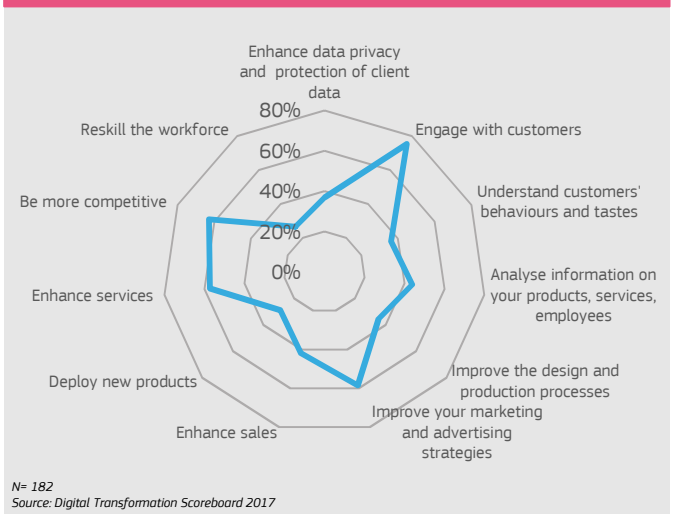 Enhance data privacy
and protection of client
data
80%
60%
40%
20%
0%
Engage with customers
Understand customers'
behaviours and tastes
Analyse information on
your products, services,
employees
Improve the design and
production processes
Improve your marketing
and advertising
strategies
Enhance sales
Deploy new products
Enhance services
Be more competitive
Reskill the workforce
N= 182
Source: Digital Transformation Scoreboard 2017